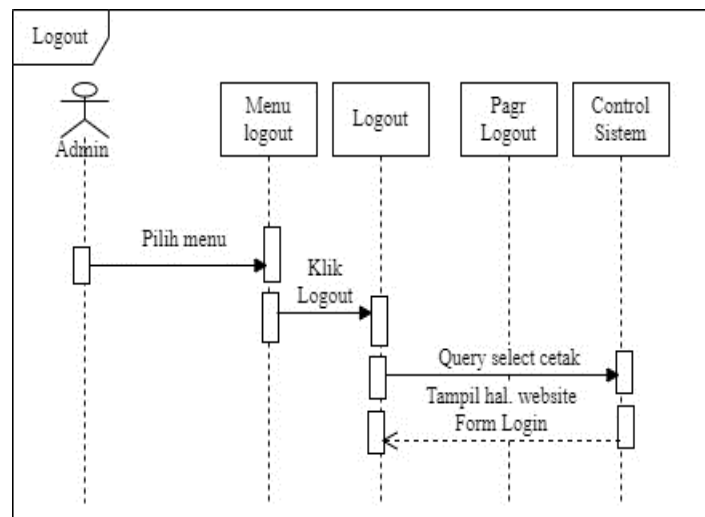 Logout
Admin
Menu
logout
Logout
Pagr
Logout
Control
Sistem
Pilih menu
Klik
Logout
Query select cetak
Tampil hal. website
Form Login